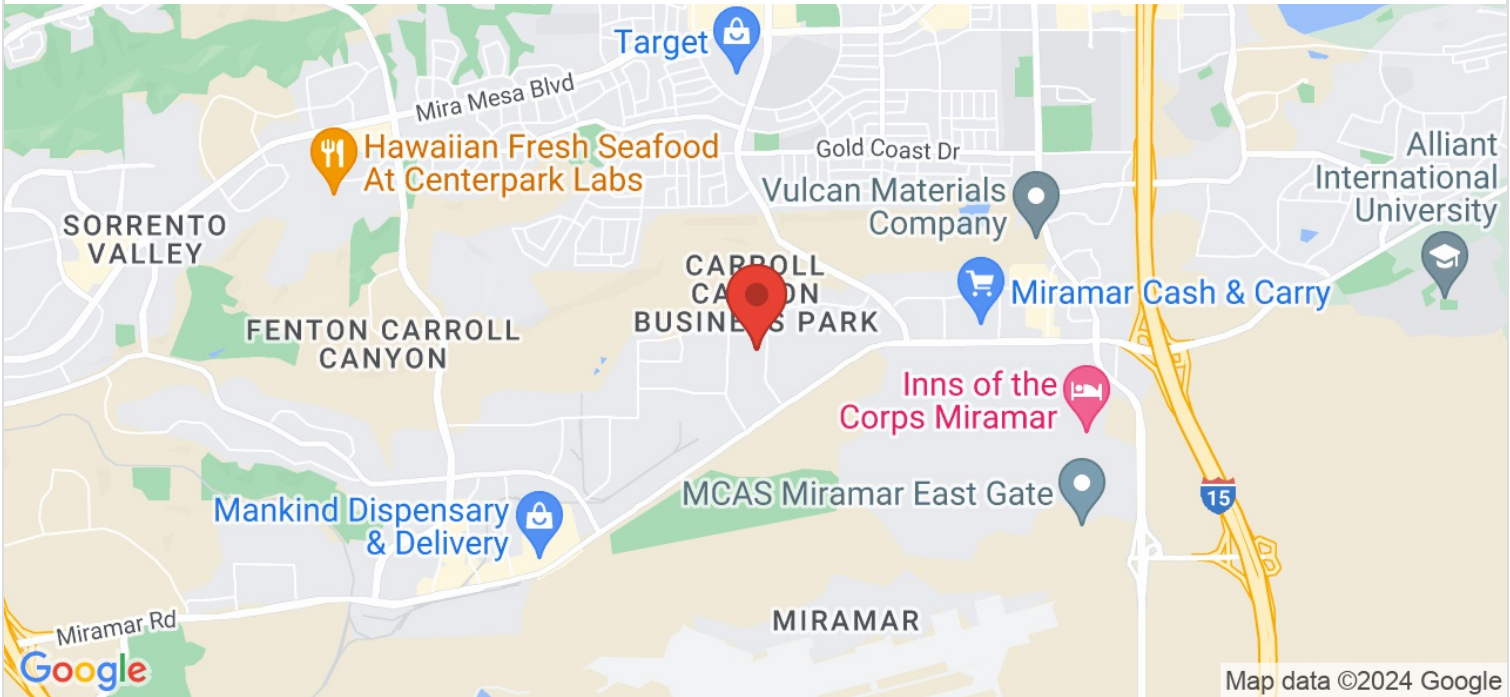 Target
Mira Mesa Blvd
Hawaiian Fresh Seafood
At Centerpark Labs
Gold Coast Dr
Alliant
International
University
Vulcan Materials
Company
SORRENTO
VALLEY
CARROLL
CANYON
BUSINESS PARK
Miramar Cash & Carry
FENTON CARROLL
CANYON
Inns of the
Corps Miramar
MCAS Miramar East Gate
15
Mankind Dispensary
& Delivery
MIRAMAR
Miramar Rd
Google
Map data ©2024 Google